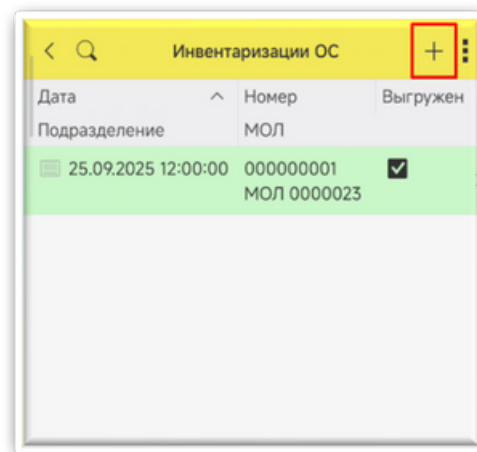 Инвентаризации ОС
Дата Номер Выгружен
Подразделение МОЛ
25.09.2025 12:00:00 000000001
МОЛ 0000023